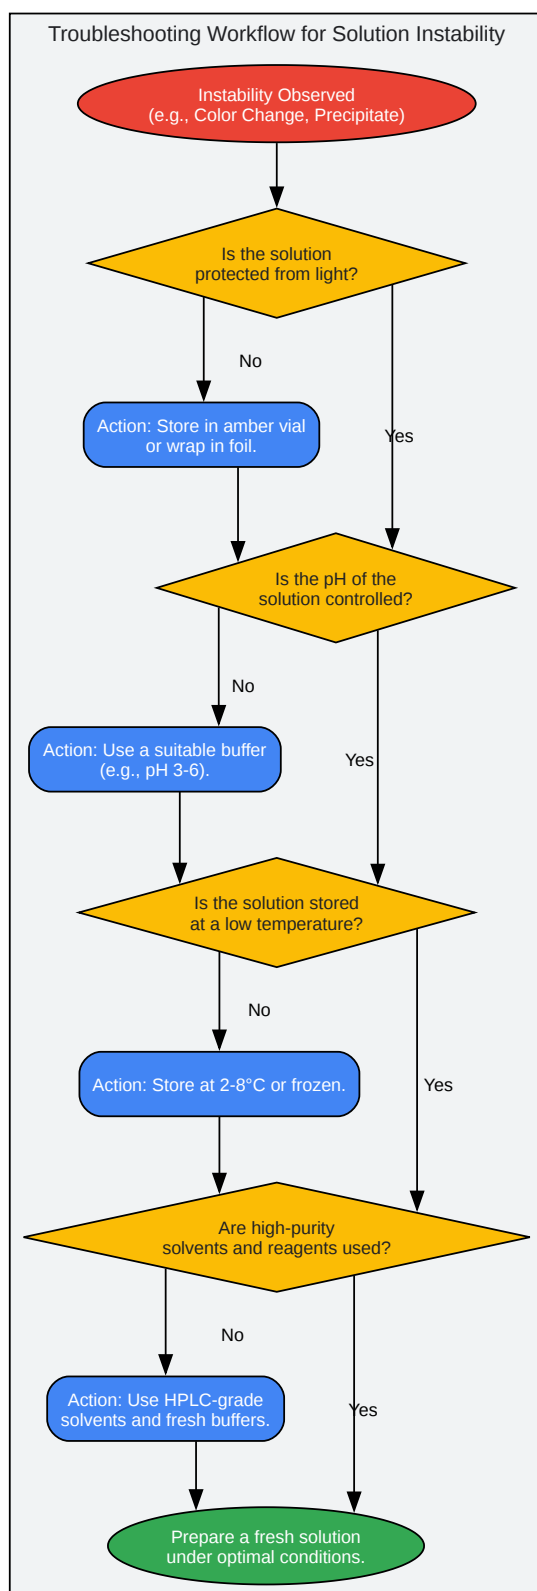 Troubleshooting Workflow for Solution Instability
Instability Observed
(e.g., Color Change, Precipitate)
Is the solution
protected from light?
No
Action: Store in amber vial
or wrap in foil.
Yes
Is the pH of the
solution controlled?
No
Action: Use a suitable buffer
(e.g., pH 3-6).
Yes
Is the solution stored
at a low temperature?
No
Action: Store at 2-8°C or frozen.
Yes
Are high-purity
solvents and reagents used?
No
Action: Use HPLC-grade
solvents and fresh buffers.
Yes
Prepare a fresh solution
under optimal conditions.